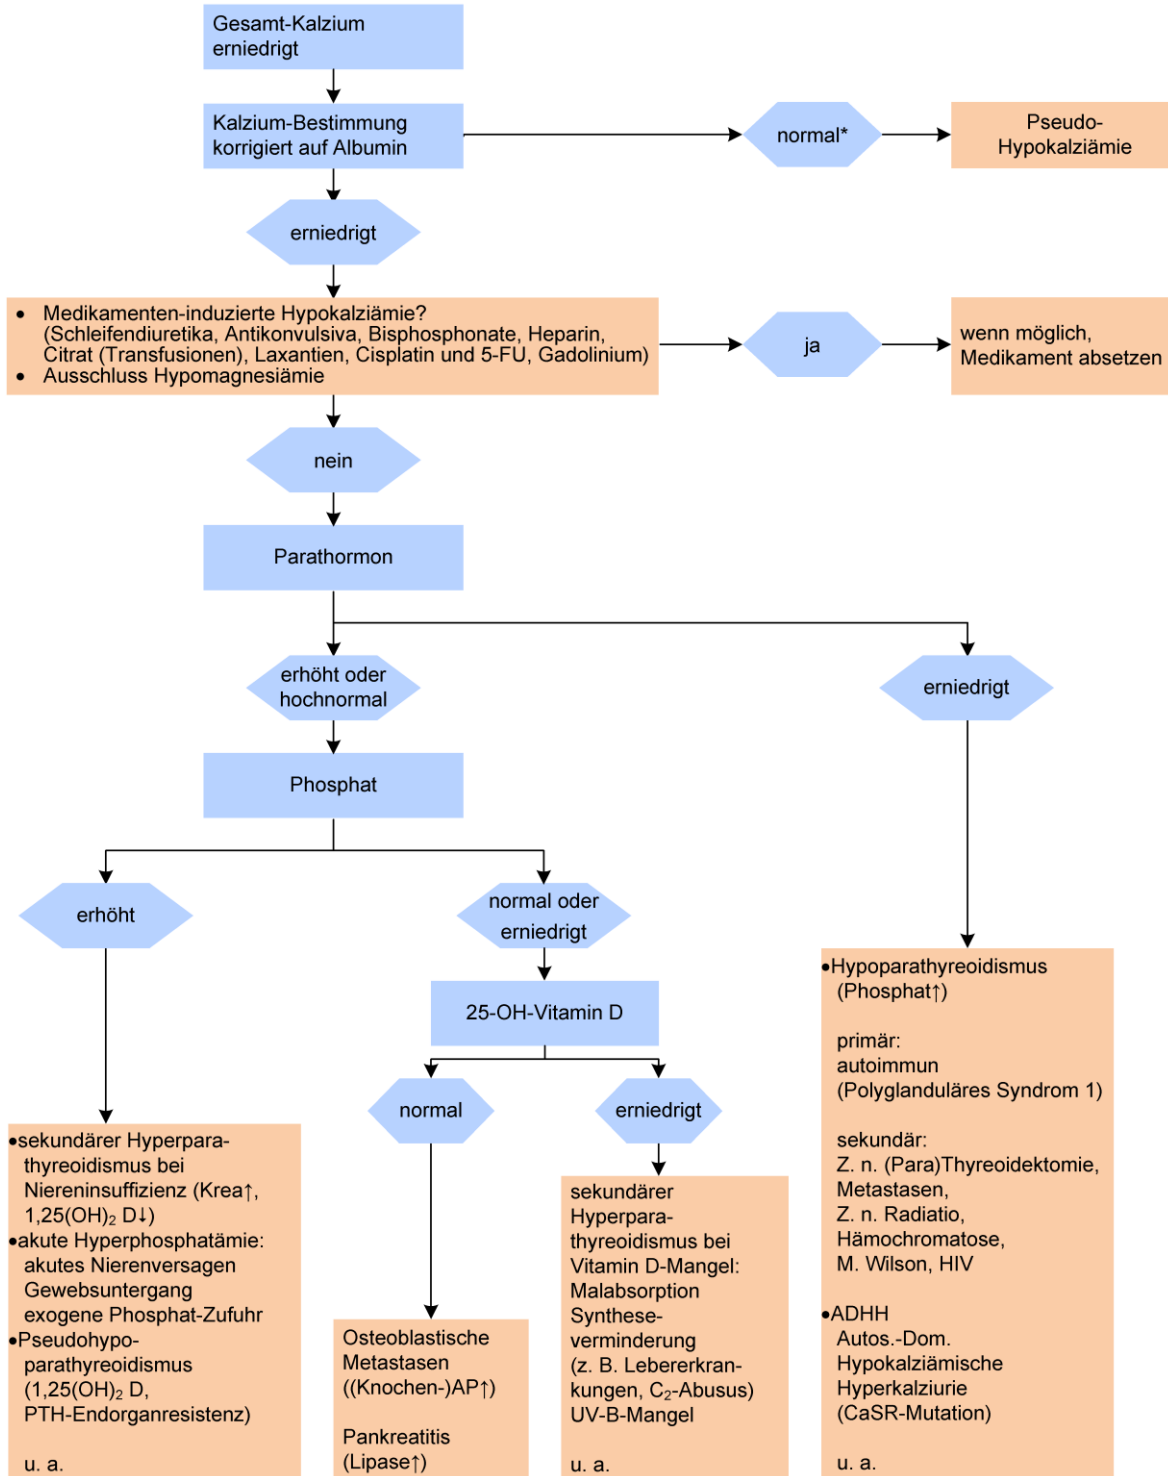 Gesamt-Kalzium
erniedrigt
Kalzium-Bestimmung
korrigiert auf Albumin
normal*
Pseudo-
Hypokalziämie
erniedrigt
• Medikamenten-induzierte Hypokalziämie?
(Schleifendiuretika, Antikonvulsiva, Bisphosphonate, Heparin,
Citrat (Transfusionen), Laxantien, Cisplatin und 5-FU, Gadolinium)
• Ausschluss Hypomagnesiämie
ja
wenn möglich,
Medikament absetzen
nein
Parathormon
erhöht oder
hochnormal
erniedrigt
Phosphat
erhöht
normal oder
erniedrigt
25-OH-Vitamin D
normal
erniedrigt
•sekundärer Hyperpara-
thyreoidismus bei
Niereninsuffizienz (Krea↑,
1,25(OH)₂ D↓)
•akute Hyperphosphatämie:
akutes Nierenversagen
Gewebsuntergang
exogene Phosphat-Zufuhr
•Pseudohypo-
parathyreoidismus
(1,25(OH)₂ D,
PTH-Endorganresistenz)
u. a.
Osteoblastische
Metastasen
((Knochen-)AP↑)
Pankreatitis
(Lipase↑)
sekundärer
Hyperpara-
thyreoidismus bei
Vitamin D-Mangel:
Malabsorption
Synthese-
verminderung
(z. B. Lebererkran-
kungen, C₂-Abusus)
UV-B-Mangel
u. a.
•Hypoparathyreoidismus
(Phosphat↑)
primär:
autoimmun
(Polyglanduläres Syndrom 1)
sekundär:
Z. n. (Para)Thyreoidektomie,
Metastasen,
Z. n. Radiatio,
Hämochromatose,
M. Wilson, HIV
•ADHH
Autos.-Dom.
Hypokalziämische
Hyperkalziurie
(CaSR-Mutation)
u. a.